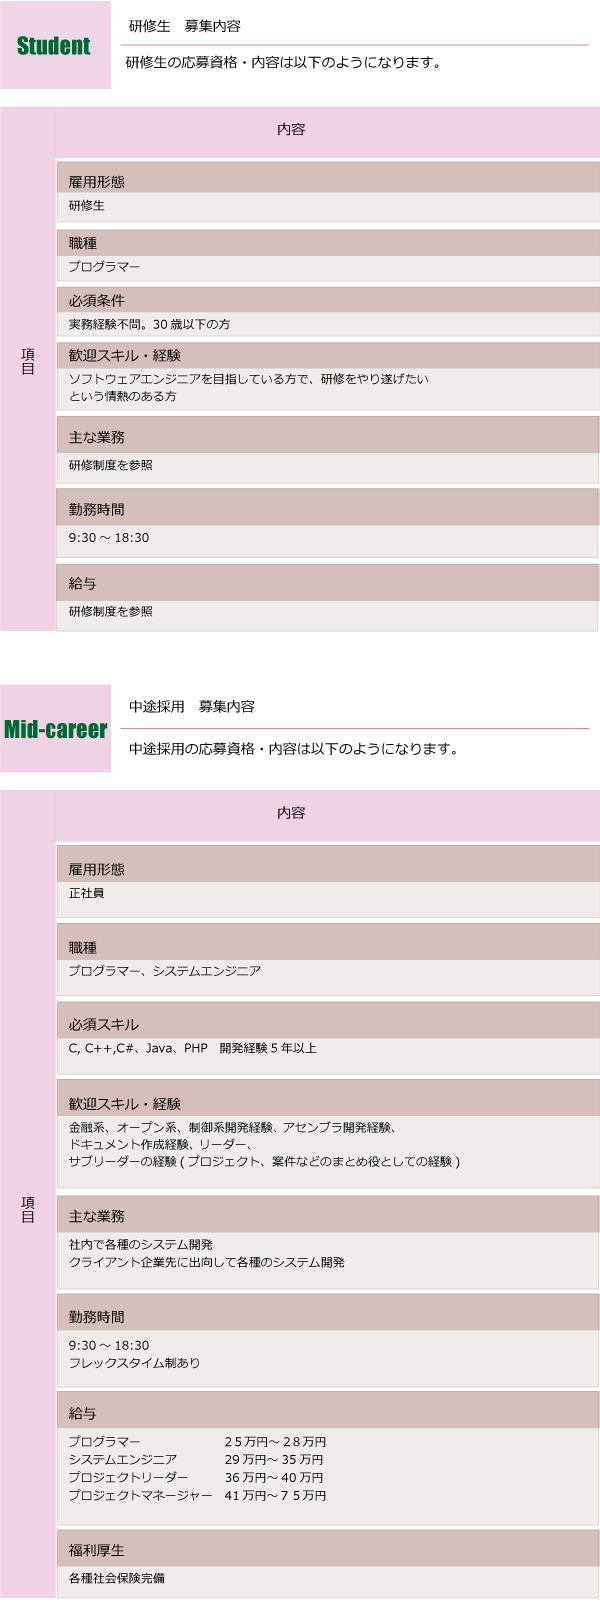 Student
研修生　募集内容
研修生の応募資格・内容は以下のようになります。
項目
内容
雇用形態
研修生
職種
プログラマー
必須条件
実務経験不問。30 歳以下の方
歓迎スキル・経験
ソフトウェアエンジニアを目指している方で、研修をやり遂げたい
という情熱のある方
主な業務
研修制度を参照
勤務時間
9:30 ～ 18:30
給与
研修制度を参照
Mid-career
中途採用　募集内容
中途採用の応募資格・内容は以下のようになります。
項目
内容
雇用形態
正社員
職種
プログラマー、システムエンジニア
必須スキル
C, C++,C#、Java、PHP　開発経験 5 年以上
歓迎スキル・経験
金融系、オープン系、制御系開発経験、アセンブラ開発経験、
ドキュメント作成経験、リーダー、
サブリーダーの経験 ( プロジェクト、案件などのまとめ役としての経験 )
主な業務
社内で各種のシステム開発
クライアント企業先に出向して各種のシステム開発
勤務時間
9:30 ～ 18:30
フレックスタイム制あり
給与
プログラマー　２５万円～２８万円
システムエンジニア　29 万円～ 35 万円
プロジェクトリーダー　36 万円～ 40 万円
プロジェクトマネージャー　41 万円～７５万円
福利厚生
各種社会保険完備